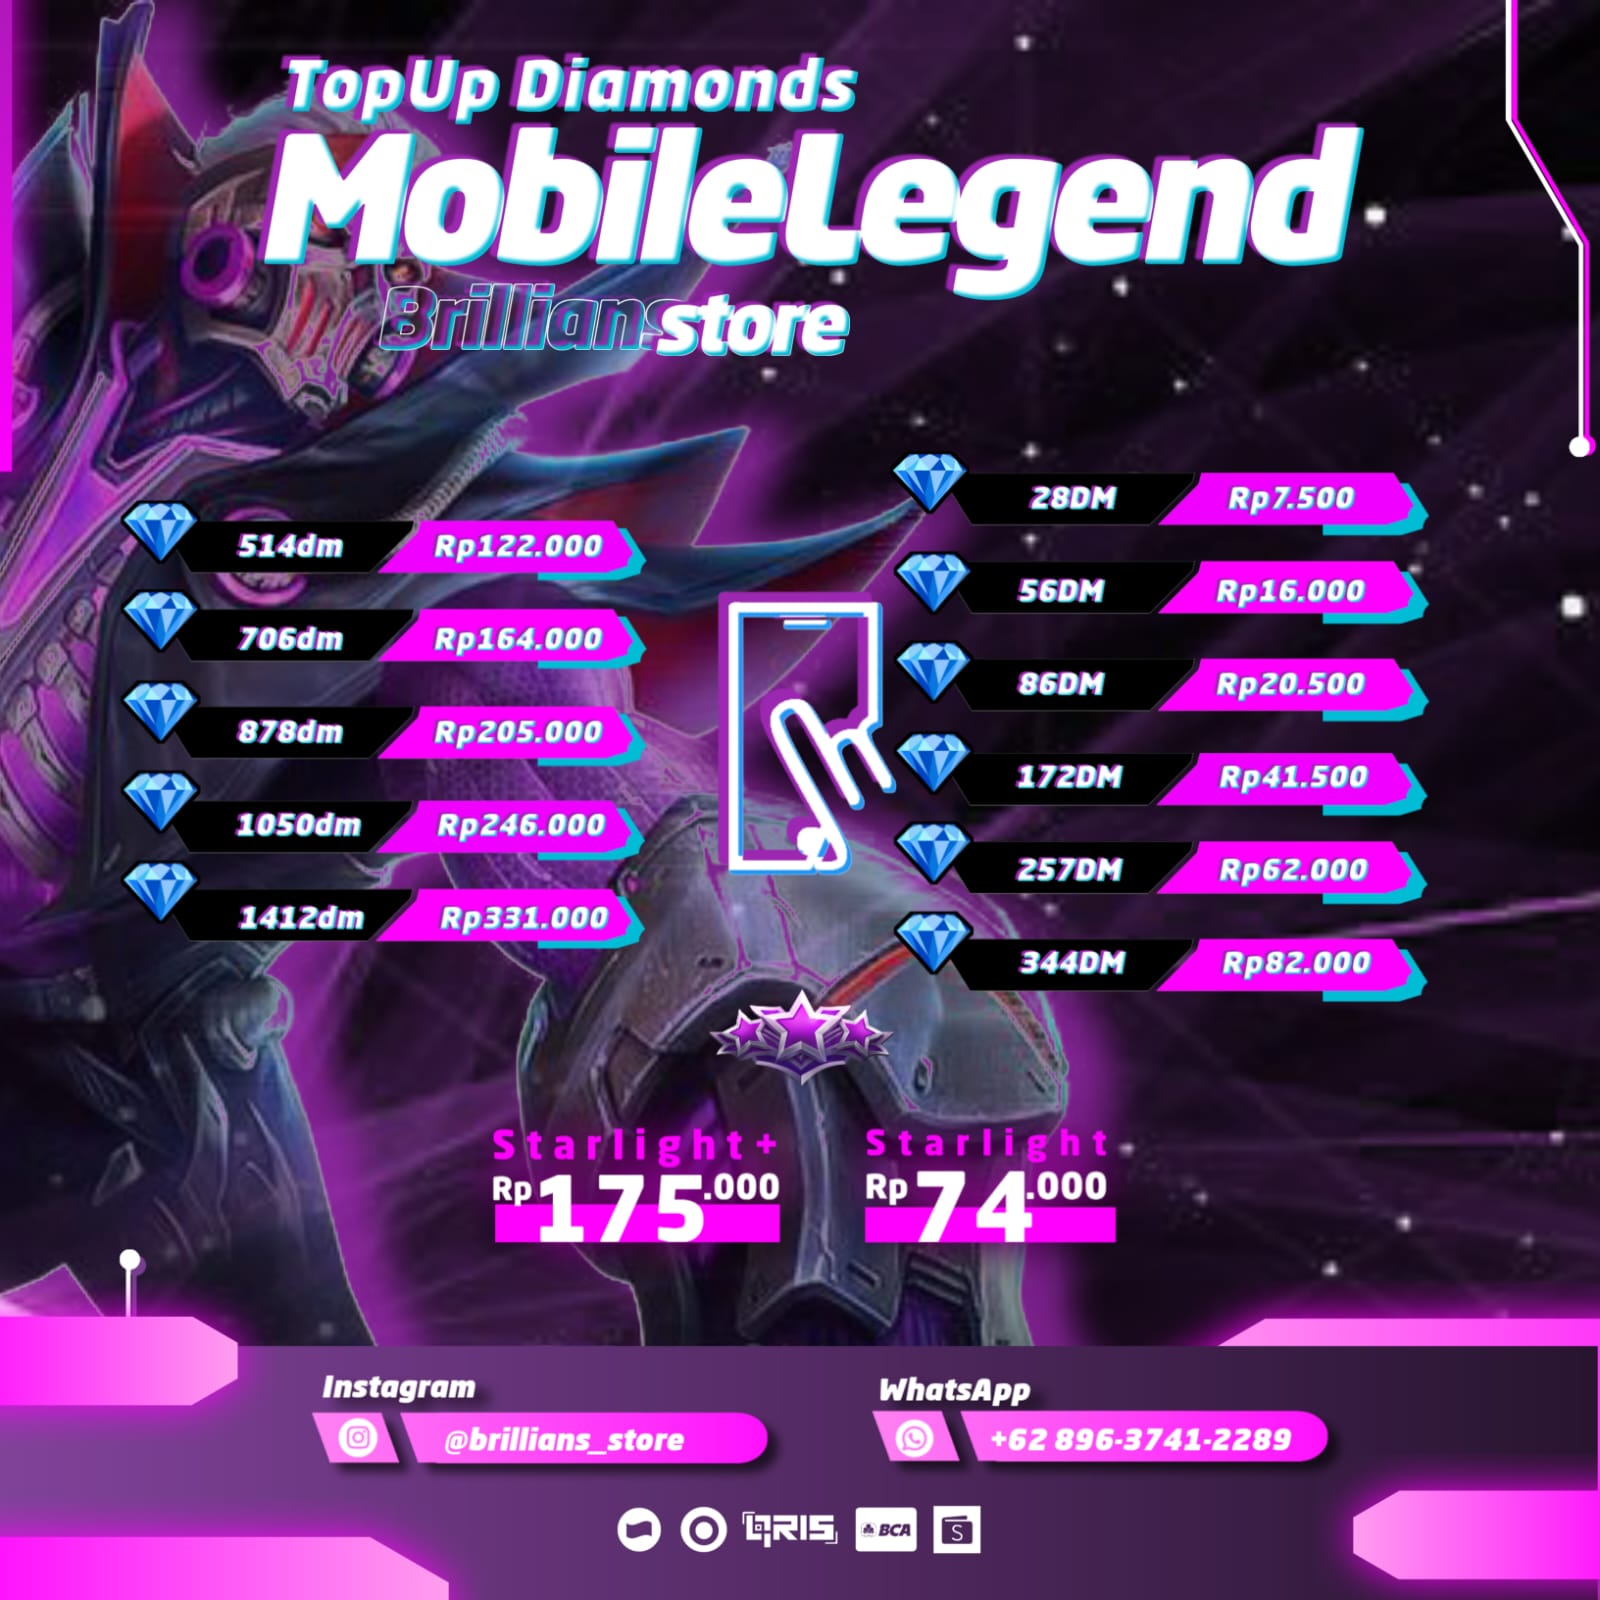 TopUp Diamonds
MobileLegend
Brilliansstore
514dm Rp122.000
706dm Rp164.000
878dm Rp205.000
1050dm Rp246.000
1412dm Rp331.000
28DM Rp7.500
56DM Rp16.000
86DM Rp20.500
172DM Rp41.500
257DM Rp62.000
344DM Rp82.000
Starlight+
Rp175.000
Starlight
Rp74.000
Instagram
@brillians_store
WhatsApp
+62 896-3741-2289
QRIS BCA S